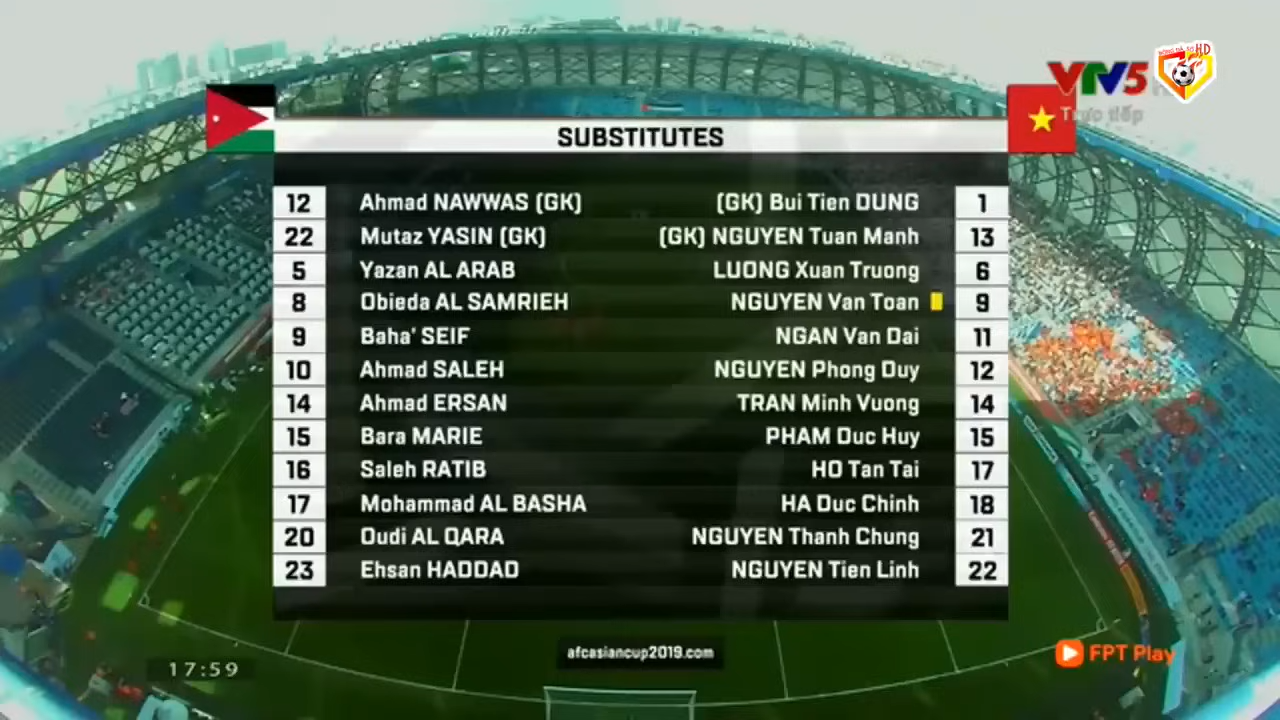 VTV5
BÓNG ĐÁ SỐ HD
Trực tiếp
SUBSTITUTES
12 Ahmad NAWWAS (GK) (GK) Bui Tien DUNG 1
22 Mutaz YASIN (GK) (GK) NGUYEN Tuan Manh 13
5 Yazan AL ARAB LUONG Xuan Truong 6
8 Obieda AL SAMRIEH NGUYEN Van Toan 9
9 Baha' SEIF NGAN Van Dai 11
10 Ahmad SALEH NGUYEN Phong Duy 12
14 Ahmad ERSAN TRAN Minh Vuong 14
15 Bara MARIE PHAM Duc Huy 15
16 Saleh RATIB HO Tan Tai 17
17 Mohammad AL BASHA HA Duc Chinh 18
20 Oudi AL QARA NGUYEN Thanh Chung 21
23 Ehsan HADDAD NGUYEN Tien Linh 22
afcasiancup2019.com
17:59
FPT Play